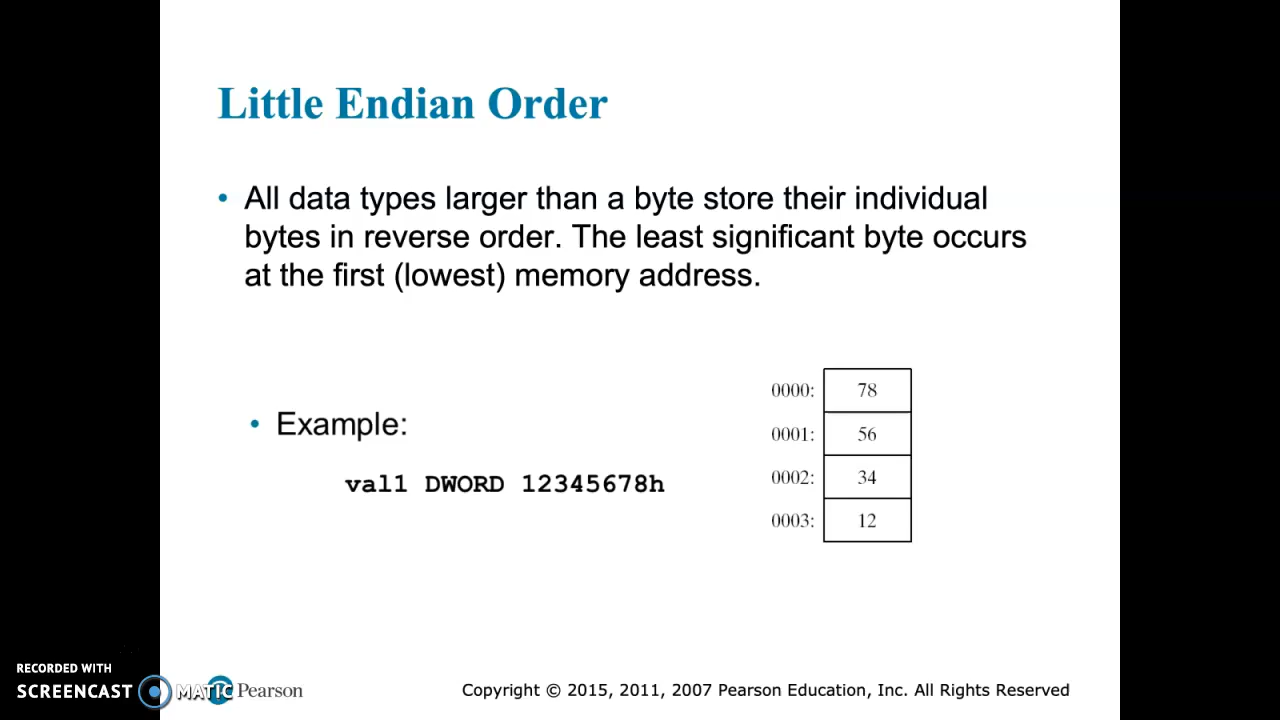 Little Endian Order
• All data types larger than a byte store their individual
bytes in reverse order. The least significant byte occurs
at the first (lowest) memory address.
• Example:
val1 DWORD 12345678h
0000: 78
0001: 56
0002: 34
0003: 12
RECORDED WITH
SCREENCAST MATIC
Pearson
Copyright © 2015, 2011, 2007 Pearson Education, Inc. All Rights Reserved